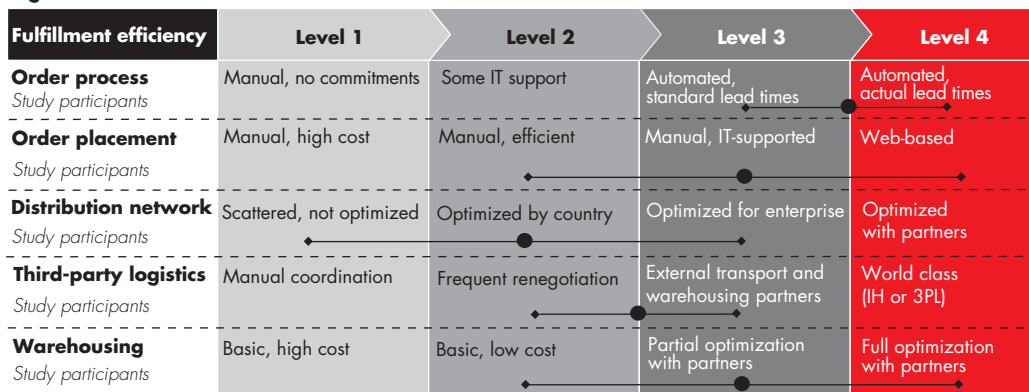 Fulfillment efficiency Level 1 Level 2 Level 3 Level 4
Order process Manual, no commitments Some IT support Automated, Automated,
Study participants standard lead times actual lead times
Order placement Manual, high cost Manual, efficient Manual, IT-supported Web-based
Study participants
Distribution network Scattered, not optimized Optimized by country Optimized for enterprise Optimized
Study participants with partners
Third-party logistics Manual coordination Frequent renegotiation External transport and World class
Study participants warehousing partners (IH or 3PL)
Warehousing Basic, high cost Basic, low cost Partial optimization Full optimization
Study participants with partners with partners